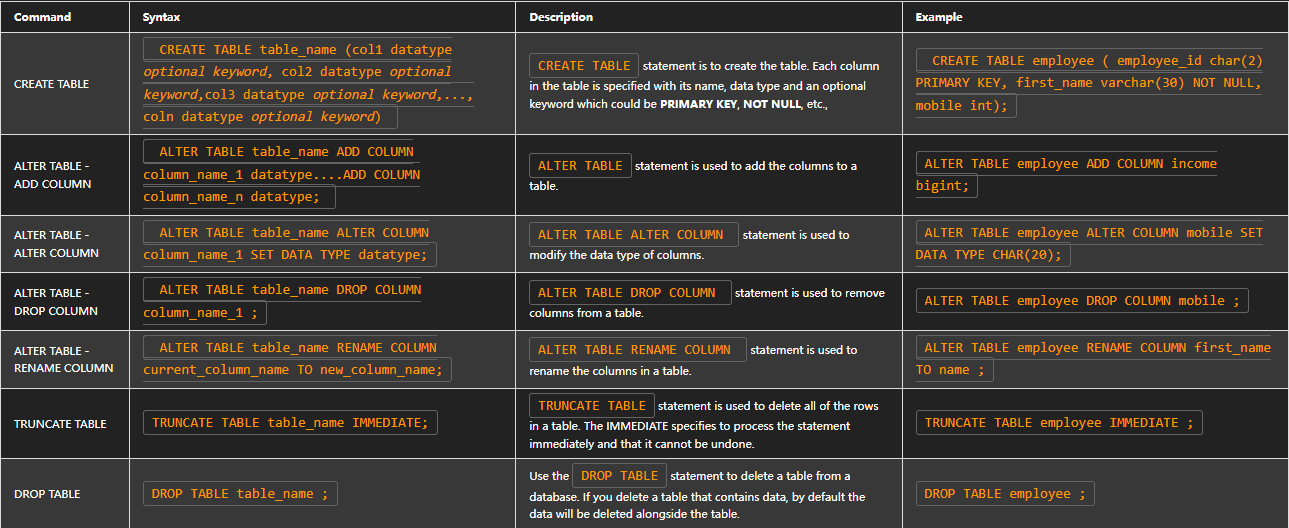 Command Syntax Description Example
CREATE TABLE
CREATE TABLE table_name (col1 datatype
optional keyword, col2 datatype optional
keyword,col3 datatype optional keyword,...,
coln datatype optional keyword)
CREATE TABLE statement is to create the table. Each column
in the table is specified with its name, data type and an optional
keyword which could be PRIMARY KEY, NOT NULL, etc.,
CREATE TABLE employee ( employee_id char(2)
PRIMARY KEY, first_name varchar(30) NOT NULL,
mobile int);
ALTER TABLE -
ADD COLUMN
ALTER TABLE table_name ADD COLUMN
column_name_1 datatype....ADD COLUMN
column_name_n datatype;
ALTER TABLE statement is used to add the columns to a
table.
ALTER TABLE employee ADD COLUMN income
bigint;
ALTER TABLE -
ALTER COLUMN
ALTER TABLE table_name ALTER COLUMN
column_name_1 SET DATA TYPE datatype;
ALTER TABLE ALTER COLUMN statement is used to
modify the data type of columns.
ALTER TABLE employee ALTER COLUMN mobile SET
DATA TYPE CHAR(20);
ALTER TABLE -
DROP COLUMN
ALTER TABLE table_name DROP COLUMN
column_name_1 ;
ALTER TABLE DROP COLUMN statement is used to remove
columns from a table.
ALTER TABLE employee DROP COLUMN mobile ;
ALTER TABLE -
RENAME COLUMN
ALTER TABLE table_name RENAME COLUMN
current_column_name TO new_column_name;
ALTER TABLE RENAME COLUMN statement is used to
rename the columns in a table.
ALTER TABLE employee RENAME COLUMN first_name
TO name ;
TRUNCATE TABLE
TRUNCATE TABLE table_name IMMEDIATE;
TRUNCATE TABLE statement is used to delete all of the rows
in a table. The IMMEDIATE specifies to process the statement
immediately and that it cannot be undone.
TRUNCATE TABLE employee IMMEDIATE ;
DROP TABLE
DROP TABLE table_name ;
Use the DROP TABLE statement to delete a table from a
database. If you delete a table that contains data, by default the
data will be deleted alongside the table.
DROP TABLE employee ;